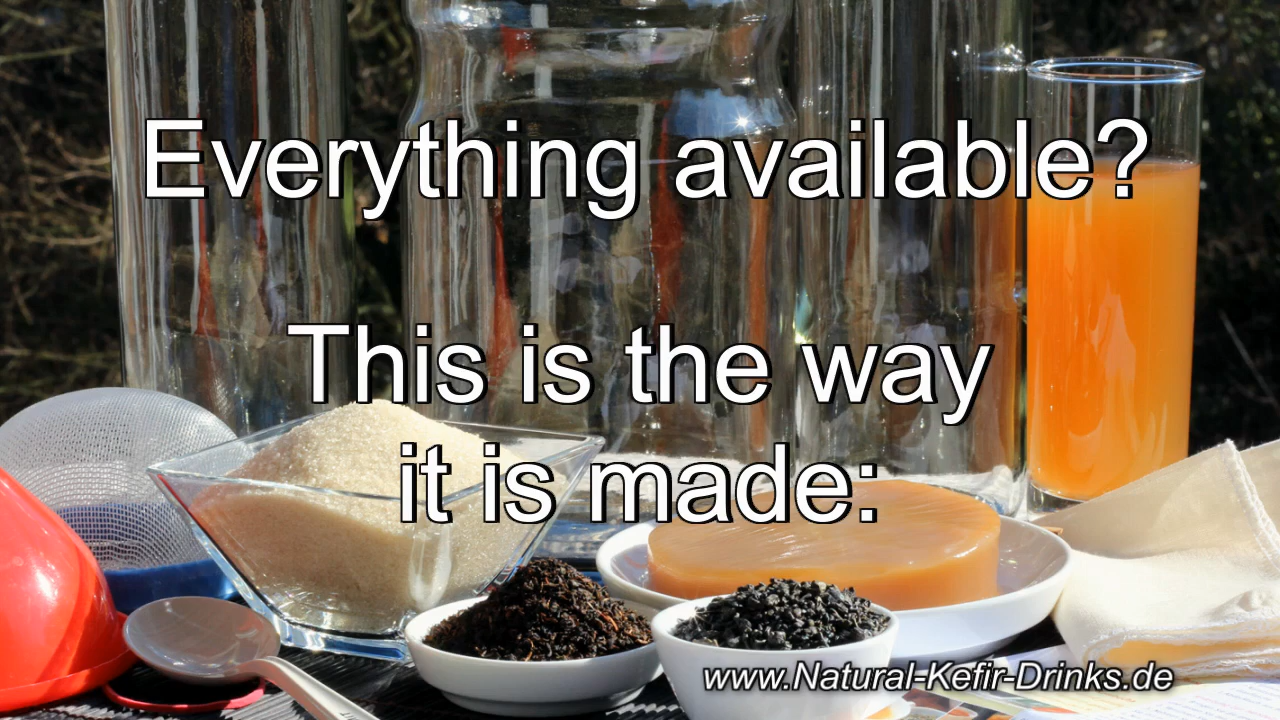 Everything available?
This is the way
it is made:
www.Natural-Kefir-Drinks.de